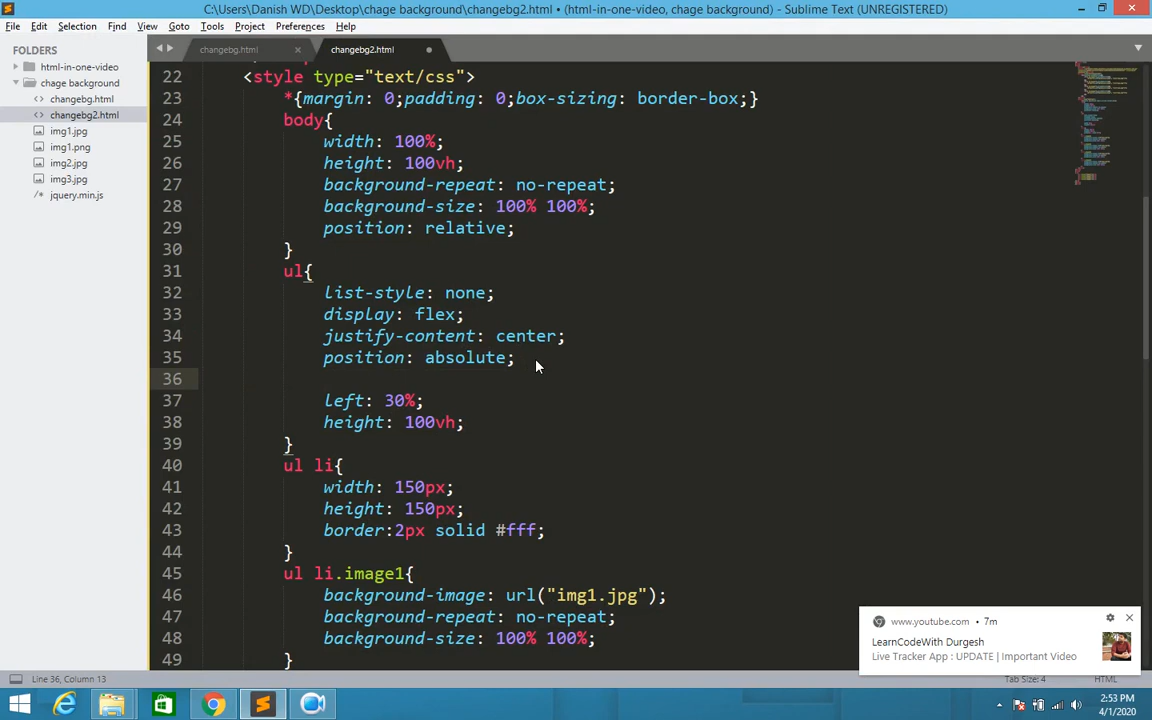 C:\Users\Danish WD\Desktop\chage background\changebg2.html • (html-in-one-video, chage background) - Sublime Text (UNREGISTERED)
File Edit Selection Find View Goto Tools Project Preferences Help
FOLDERS
html-in-one-video
chage background
changebg.html
changebg2.html
img1.jpg
img1.png
img2.jpg
img3.jpg
jquery.min.js
changebg.html
changebg2.html
22 <style type="text/css">
23 *{margin: 0;padding: 0;box-sizing: border-box;}
24 body{
25 width: 100%;
26 height: 100vh;
27 background-repeat: no-repeat;
28 background-size: 100% 100%;
29 position: relative;
30 }
31 ul{
32 list-style: none;
33 display: flex;
34 justify-content: center;
35 position: absolute;
36
37 left: 30%;
38 height: 100vh;
39 }
40 ul li{
41 width: 150px;
42 height: 150px;
43 border:2px solid #fff;
44 }
45 ul li.image1{
46 background-image: url("img1.jpg");
47 background-repeat: no-repeat;
48 background-size: 100% 100%;
49 }
www.youtube.com • 7m
LearnCodeWith Durgesh
Live Tracker App : UPDATE | Important Video
Line 36, Column 13
Tab Size: 4
HTML
2:53 PM
4/1/2020